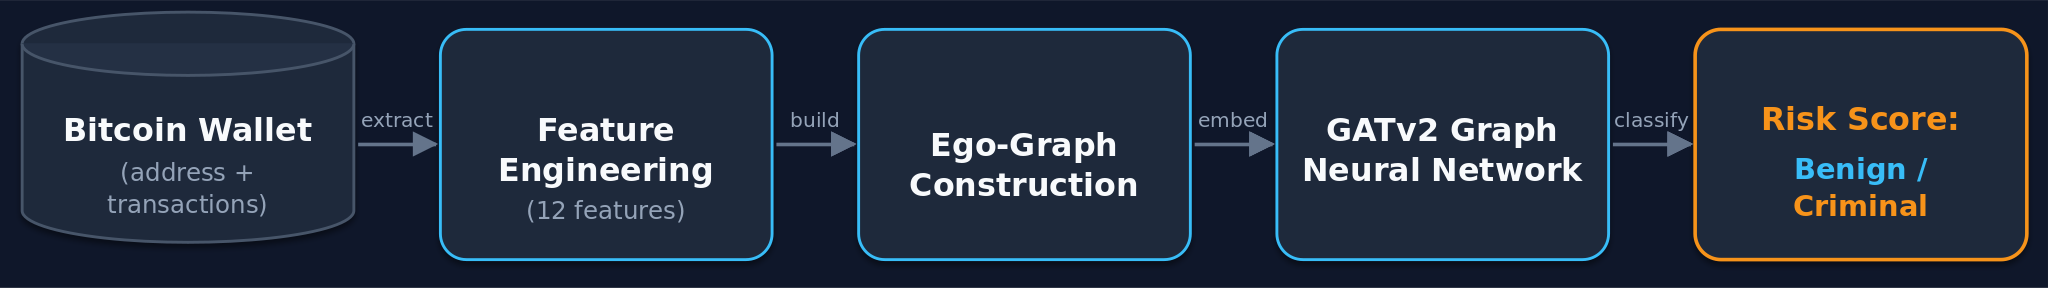 Bitcoin Wallet
(address +
transactions)
extract
Feature
Engineering
(12 features)
build
Ego-Graph
Construction
embed
GATv2 Graph
Neural Network
classify
Risk Score:
Benign /
Criminal